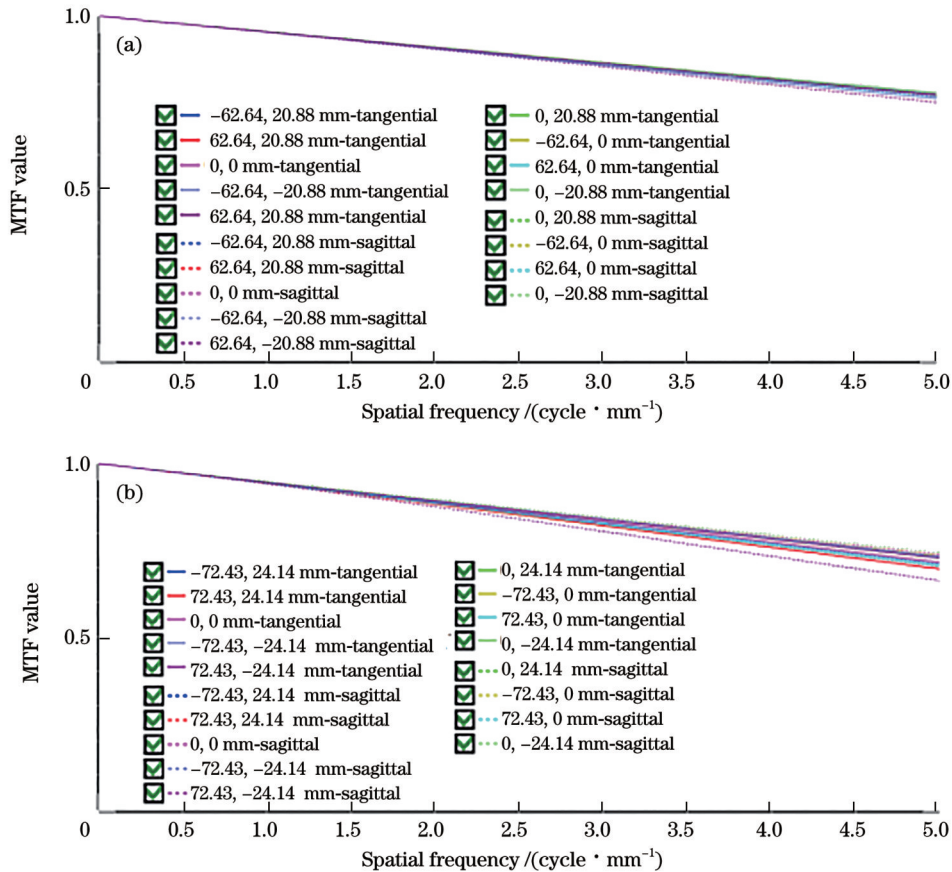 1.0
(a)
−62.64, 20.88 mm-tangential
62.64, 20.88 mm-tangential
0, 0 mm-tangential
−62.64, −20.88 mm-tangential
62.64, 20.88 mm-tangential
−62.64, 20.88 mm-sagittal
62.64, 20.88 mm-sagittal
0, 0 mm-sagittal
−62.64, −20.88 mm-sagittal
62.64, −20.88 mm-sagittal
0, 20.88 mm-tangential
−62.64, 0 mm-tangential
62.64, 0 mm-tangential
0, −20.88 mm-tangential
0, 20.88 mm-sagittal
−62.64, 0 mm-sagittal
62.64, 0 mm-sagittal
0, −20.88 mm-sagittal
MTF value
0.5
0 0.5 1.0 1.5 2.0 2.5 3.0 3.5 4.0 4.5 5.0
Spatial frequency /(cycle · mm⁻¹)
1.0
(b)
−72.43, 24.14 mm-tangential
72.43, 24.14 mm-tangential
0, 0 mm-tangential
−72.43, −24.14 mm-tangential
72.43, −24.14 mm-tangential
−72.43, 24.14 mm-sagittal
72.43, 24.14 mm-sagittal
0, 0 mm-sagittal
−72.43, −24.14 mm-sagittal
72.43, −24.14 mm-sagittal
0, 24.14 mm-tangential
−72.43, 0 mm-tangential
72.43, 0 mm-tangential
0, −24.14 mm-tangential
0, 24.14 mm-sagittal
−72.43, 0 mm-sagittal
72.43, 0 mm-sagittal
0, −24.14 mm-sagittal
MTF value
0.5
0 0.5 1.0 1.5 2.0 2.5 3.0 3.5 4.0 4.5 5.0
Spatial frequency /(cycle · mm⁻¹)